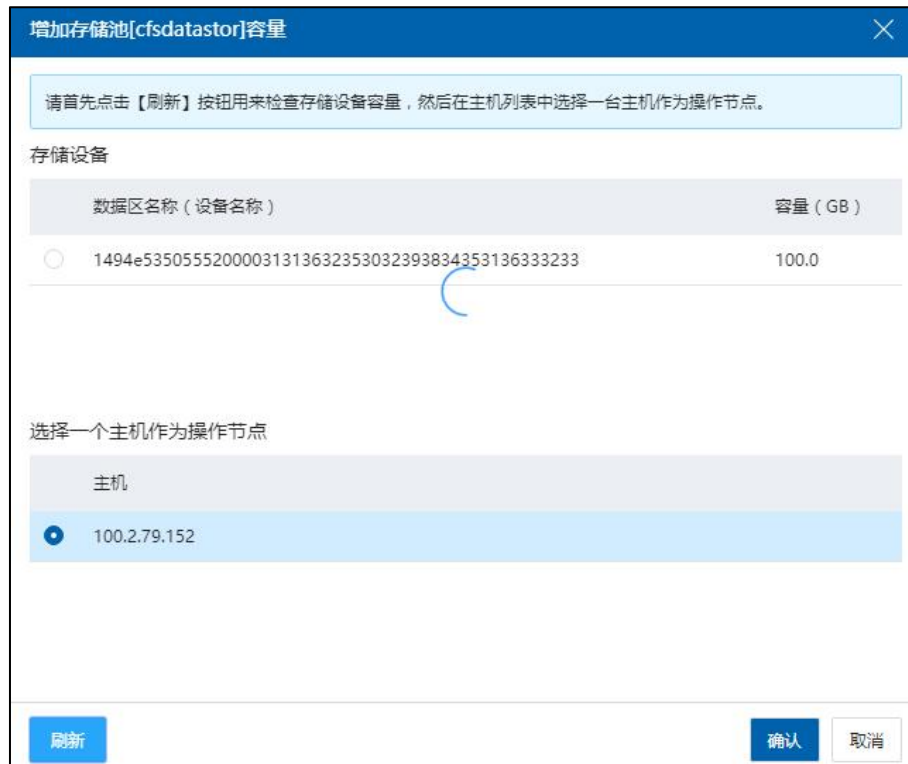 增加存储池[cfsdatastor]容量
请首先点击【刷新】按钮用来检查存储设备容量，然后在主机列表中选择一台主机作为操作节点。
存储设备
数据区名称（设备名称） 容量（GB）
1494e53505552000031313632353032393834353136333233 100.0
选择一个主机作为操作节点
主机
100.2.79.152
刷新 确认 取消